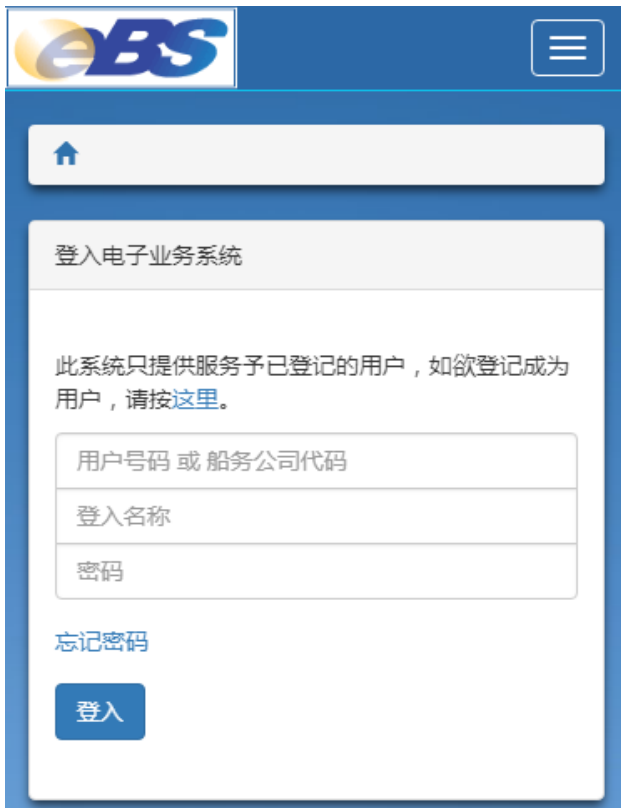 eBS
登入电子业务系统
此系统只提供服务予已登记的用户，如欲登记成为
用户，请按这里。
用户号码 或 船务公司代码
登入名称
密码
忘记密码
登入